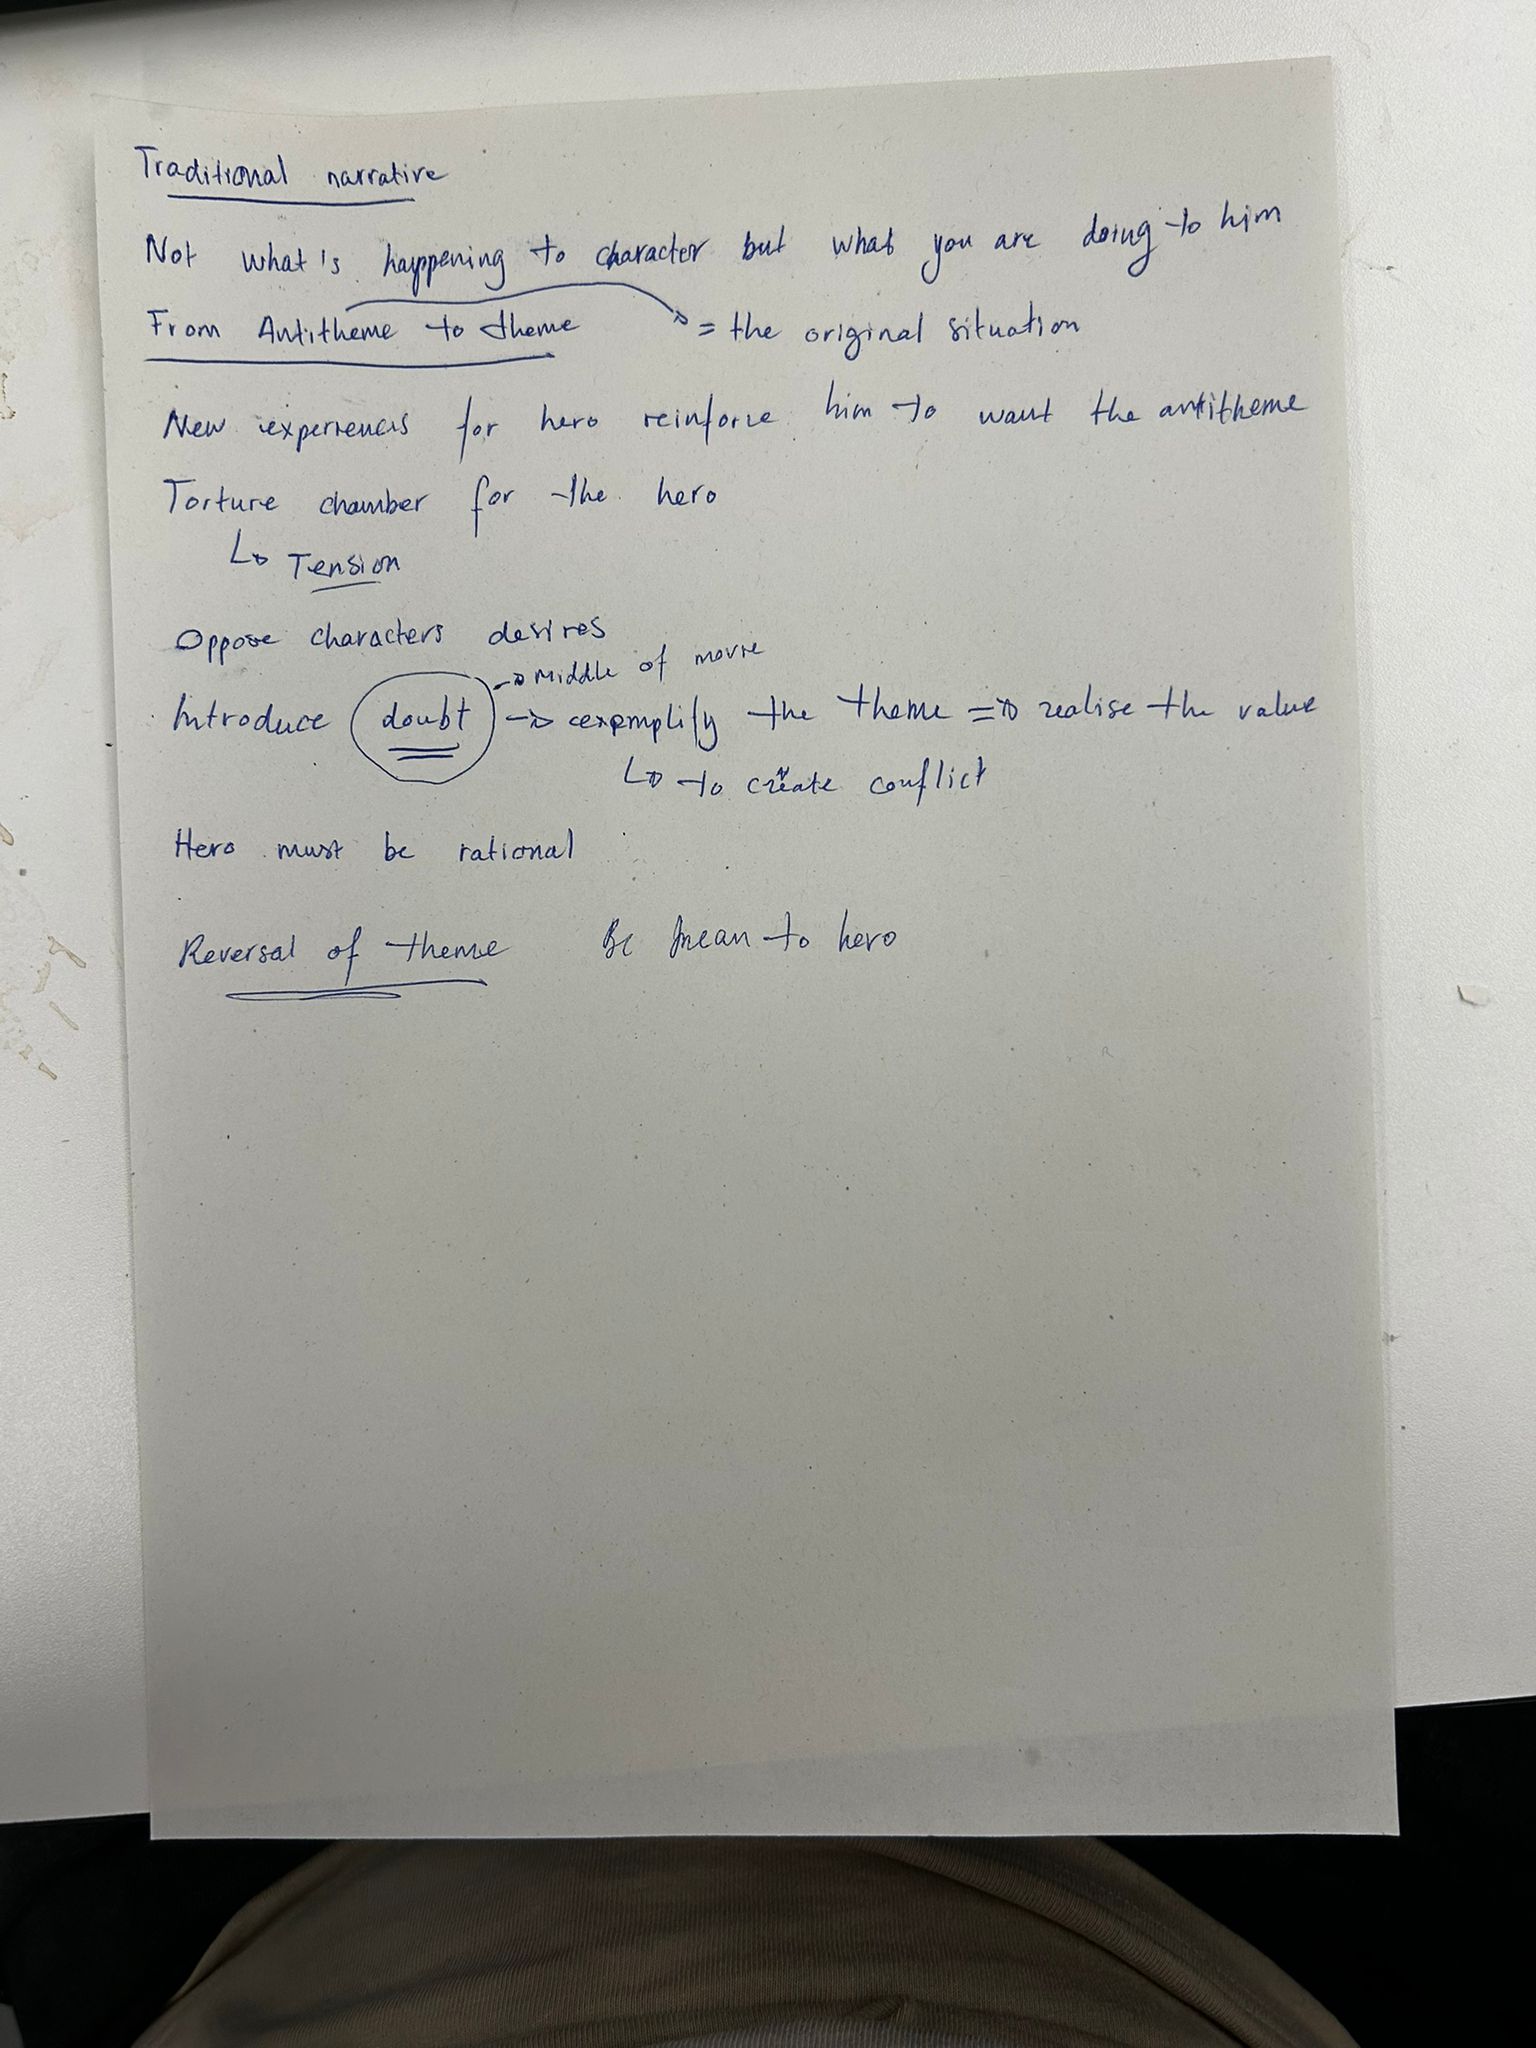 Traditional narrative
Not what's happening to character but what you are doing to him
From Antitheme to theme → = the original situation
New experiences for hero reinforce him to want the antitheme
Torture chamber for the hero
↳ Tension
Oppose characters desires
→ Middle of movie
Introduce doubt → exemplify the theme ⇒ realise the value
↳ to create conflict
Hero must be rational
Reversal of theme Be mean to hero